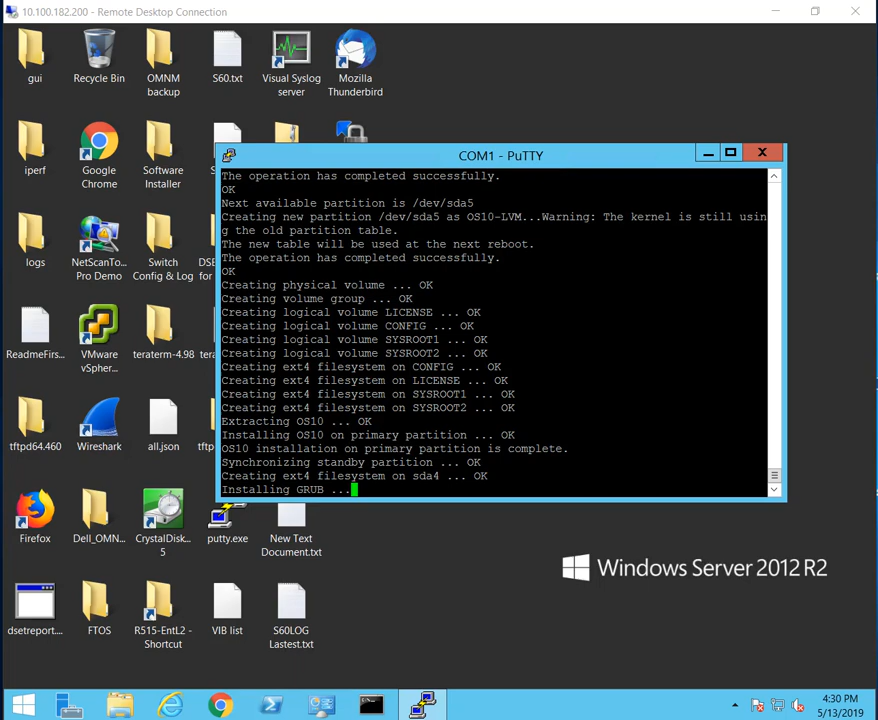 10.100.182.200 - Remote Desktop Connection
gui
Recycle Bin
OMNM
backup
S60.txt
Visual Syslog
server
Mozilla
Thunderbird
iperf
Google
Chrome
Software
Installer
logs
NetScanTo...
Pro Demo
Switch
Config & Log
DSE
for
ReadmeFirs...
VMware
vSpher...
teraterm-4.98
tera
tftpd64.460
Wireshark
all.json
tftp
COM1 - PuTTY
The operation has completed successfully.
OK
Next available partition is /dev/sda5
Creating new partition /dev/sda5 as OS10-LVM...Warning: The kernel is still usin
g the old partition table.
The new table will be used at the next reboot.
The operation has completed successfully.
OK
Creating physical volume ... OK
Creating volume group ... OK
Creating logical volume LICENSE ... OK
Creating logical volume CONFIG ... OK
Creating logical volume SYSROOT1 ... OK
Creating logical volume SYSROOT2 ... OK
Creating ext4 filesystem on CONFIG ... OK
Creating ext4 filesystem on LICENSE ... OK
Creating ext4 filesystem on SYSROOT1 ... OK
Creating ext4 filesystem on SYSROOT2 ... OK
Extracting OS10 ... OK
Installing OS10 on primary partition ... OK
OS10 installation on primary partition is complete.
Synchronizing standby partition ... OK
Creating ext4 filesystem on sda4 ... OK
Installing GRUB ...
Firefox
Dell_OMN...
CrystalDisk...
5
putty.exe
New Text
Document.txt
dsetreport....
FTOS
R515-EntL2 -
Shortcut
VIB list
S60LOG
Lastest.txt
Windows Server 2012 R2
4:30 PM
5/13/2019